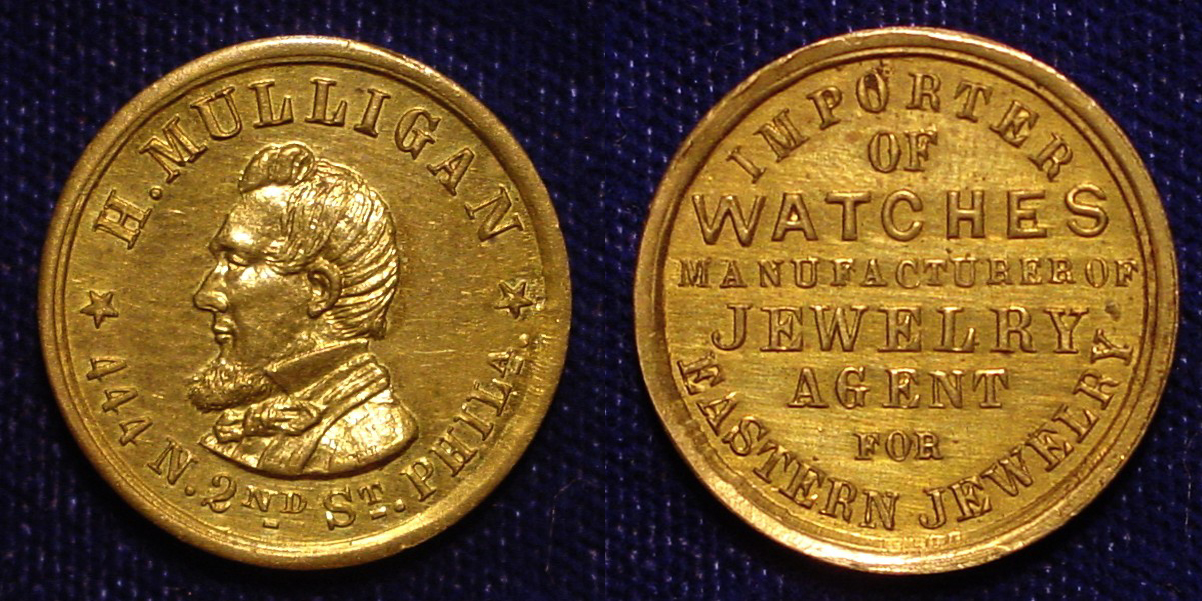 H. MULLIGAN
444 N. 2ND ST. PHILA.
IMPORTER
OF
WATCHES
MANUFACTURER OF
JEWELRY
AGENT
FOR
EASTERN JEWELRY